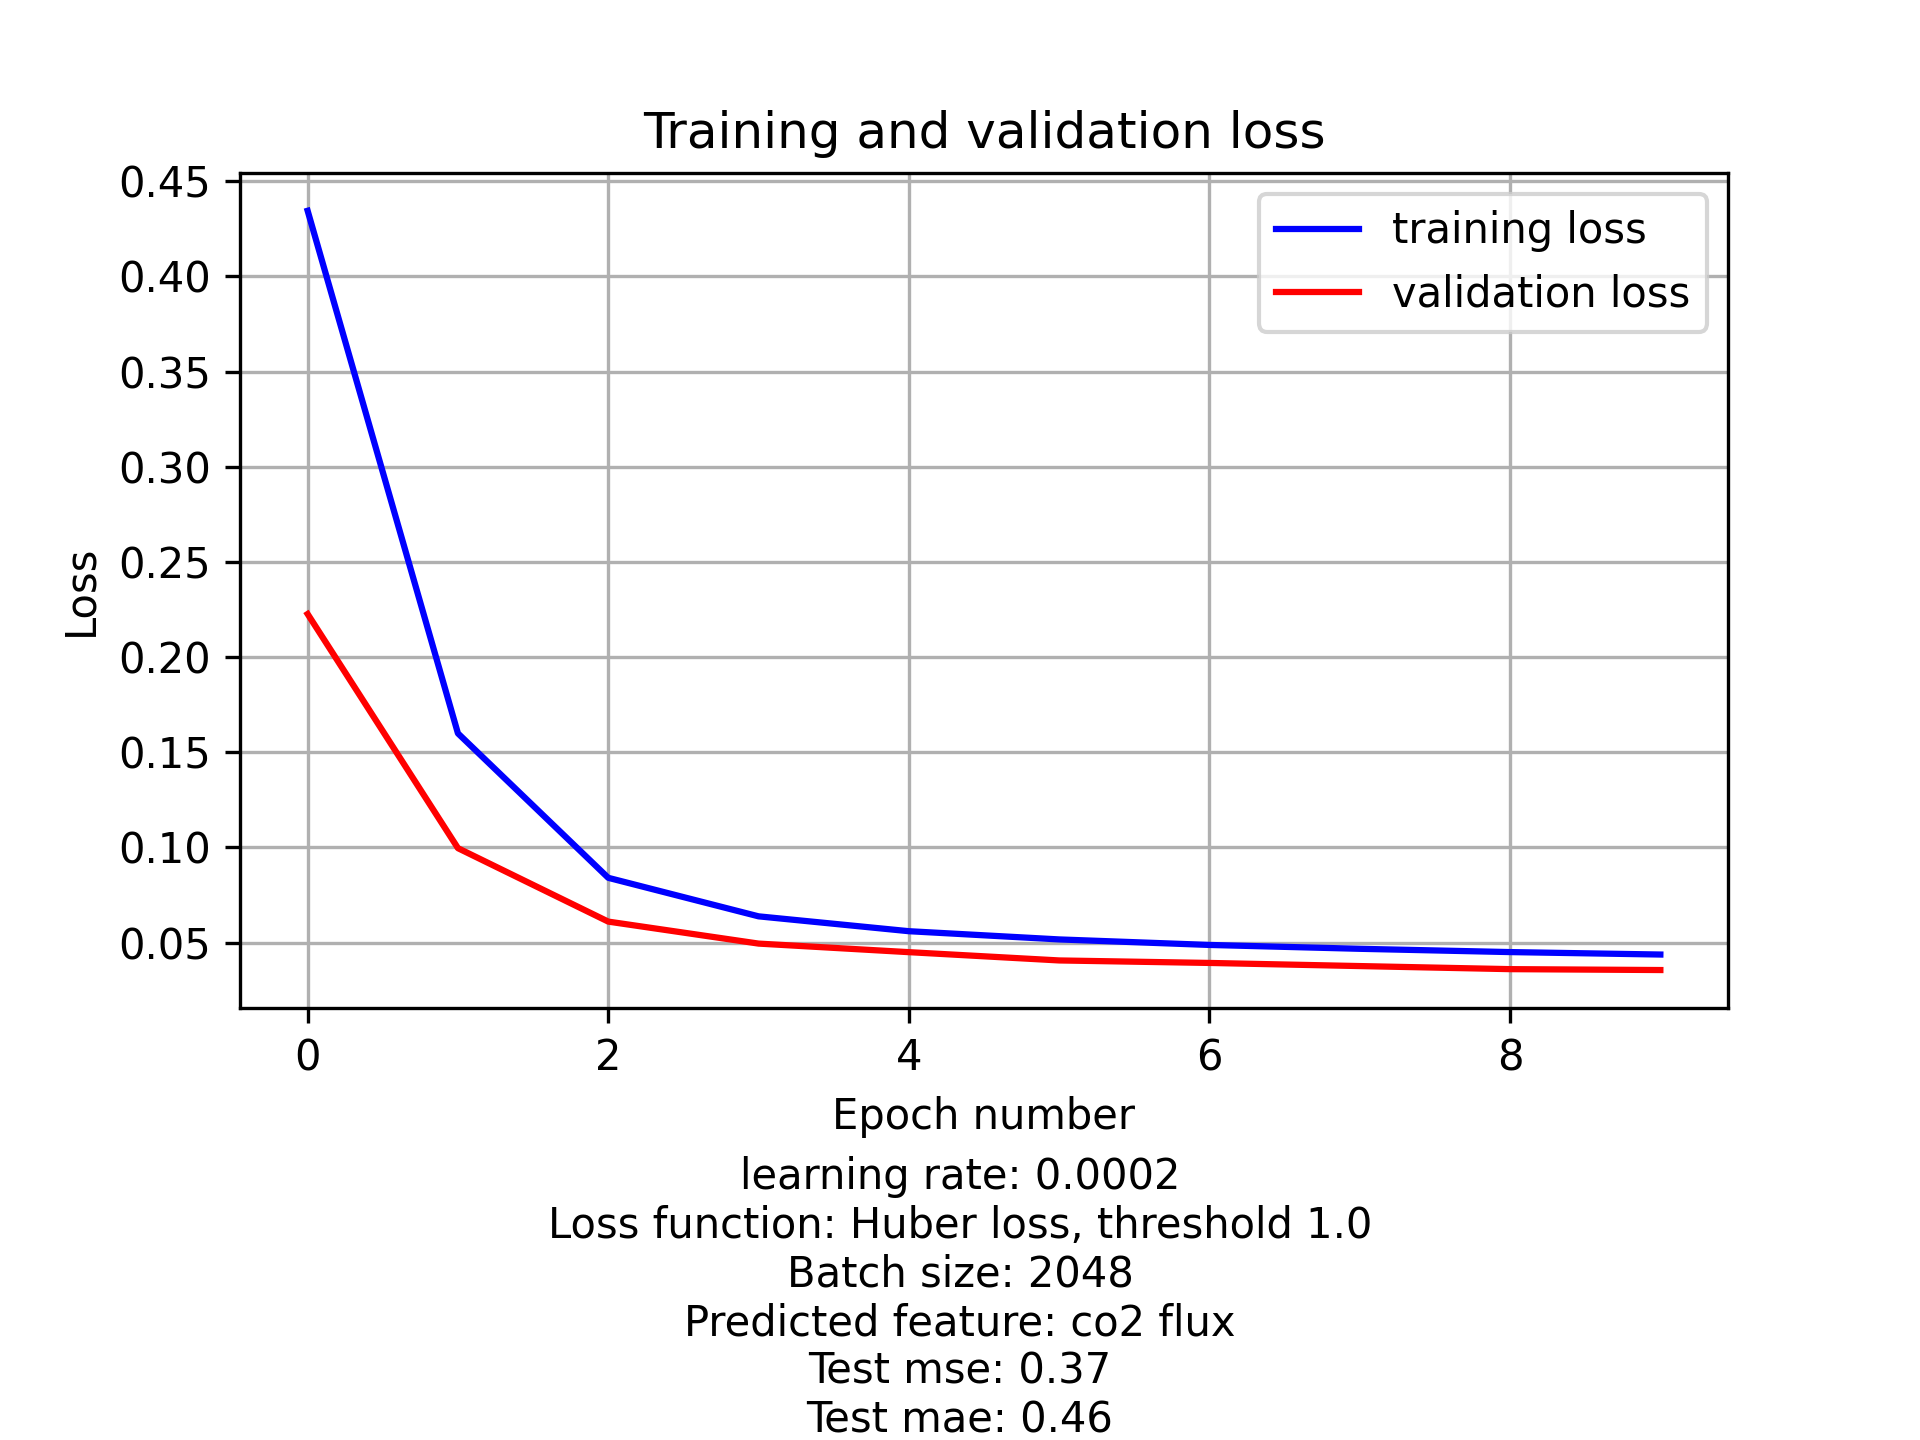 Training and validation loss
0.45
0.40
0.35
0.30
0.25
0.20
0.15
0.10
0.05
Loss
training loss
validation loss
0 2 4 6 8
Epoch number
learning rate: 0.0002
Loss function: Huber loss, threshold 1.0
Batch size: 2048
Predicted feature: co2 flux
Test mse: 0.37
Test mae: 0.46